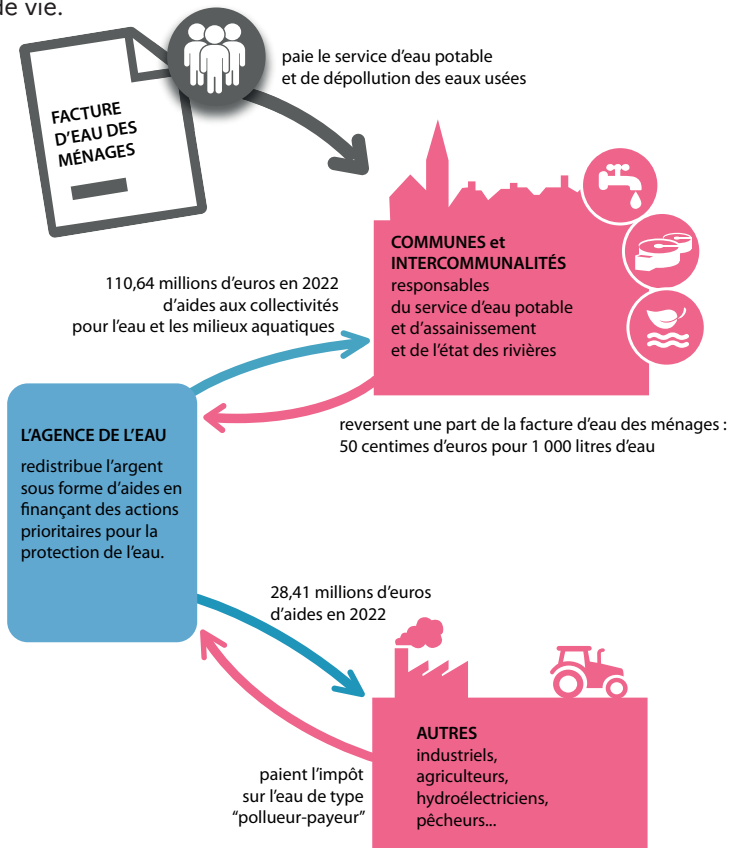 de vie.
FACTURE
D'EAU DES
MÉNAGES
paie le service d'eau potable
et de dépollution des eaux usées
COMMUNES et
INTERCOMMUNALITÉS
responsables
du service d'eau potable
et d'assainissement
et de l'état des rivières
110,64 millions d'euros en 2022
d'aides aux collectivités
pour l'eau et les milieux aquatiques
reversent une part de la facture d'eau des ménages :
50 centimes d'euros pour 1 000 litres d'eau
L'AGENCE DE L'EAU
redistribue l'argent
sous forme d'aides en
finançant des actions
prioritaires pour la
protection de l'eau.
28,41 millions d'euros
d'aides en 2022
paient l'impôt
sur l'eau de type
“pollueur-payeur”
AUTRES
industriels,
agriculteurs,
hydroélectriciens,
pêcheurs...